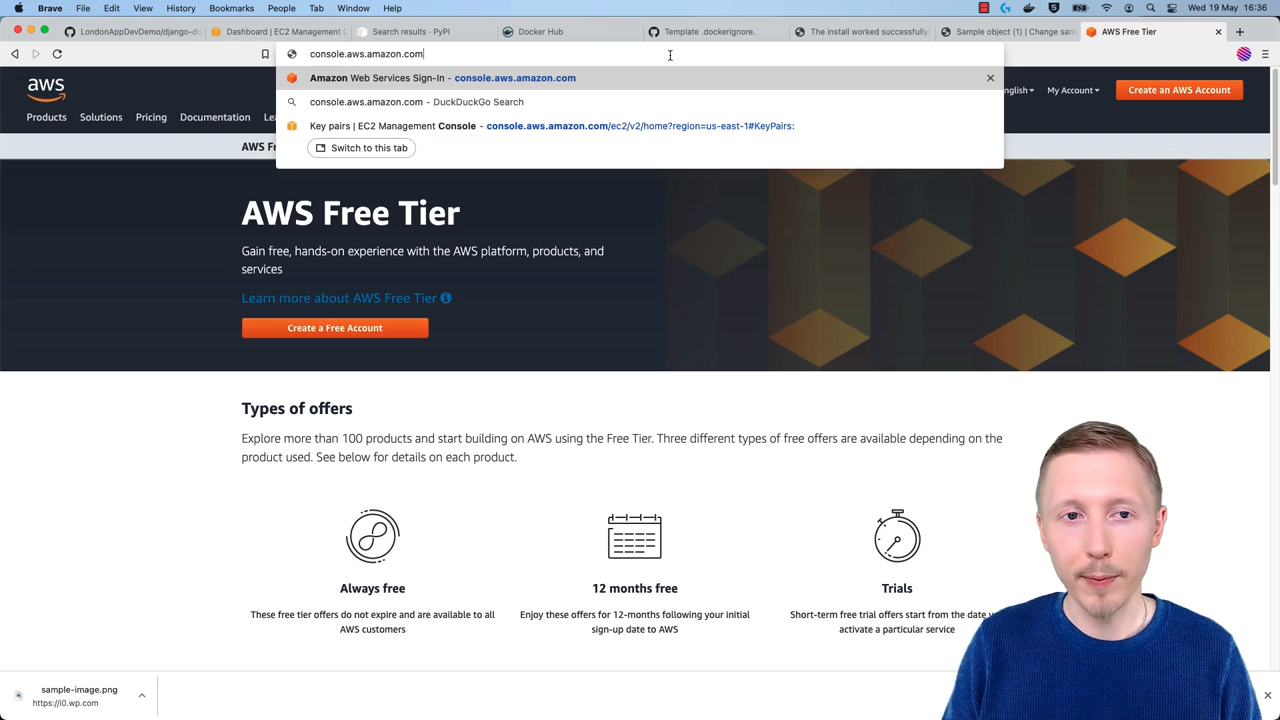 Brave File Edit View History Bookmarks People Tab Window Help Wed 19 May 16:36
LondonAppDevDemo/django-do Dashboard | EC2 Management C Search results · PyPI Docker Hub Template .dockerignore. The install worked successfully! Sample object (1) | Change sam AWS Free Tier
console.aws.amazon.com
Amazon Web Services Sign-In - console.aws.amazon.com
console.aws.amazon.com - DuckDuckGo Search
Key pairs | EC2 Management Console - console.aws.amazon.com/ec2/v2/home?region=us-east-1#KeyPairs:
Switch to this tab
aws
nglish My Account Create an AWS Account
Products Solutions Pricing Documentation Le
AWS Fr
AWS Free Tier
Gain free, hands-on experience with the AWS platform, products, and
services
Learn more about AWS Free Tier
Create a Free Account
Types of offers
Explore more than 100 products and start building on AWS using the Free Tier. Three different types of free offers are available depending on the
product used. See below for details on each product.
Always free
These free tier offers do not expire and are available to all
AWS customers
12 months free
Enjoy these offers for 12-months following your initial
sign-up date to AWS
Trials
Short-term free trial offers start from the date y
activate a particular service
sample-image.png
https://i0.wp.com